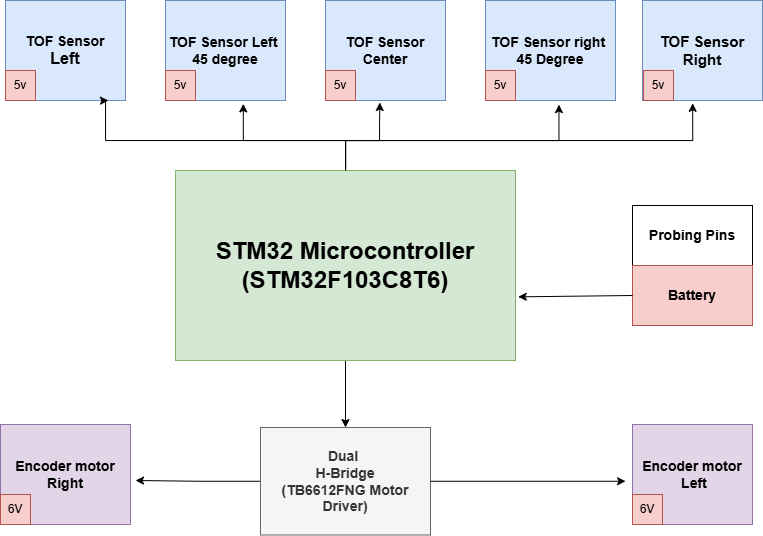 TOF Sensor
Left
5v
TOF Sensor Left
45 degree
5v
TOF Sensor
Center
5v
TOF Sensor right
45 Degree
5v
TOF Sensor
Right
5v
STM32 Microcontroller
(STM32F103C8T6)
Probing Pins
Battery
Encoder motor
Right
6V
Dual
H-Bridge
(TB6612FNG Motor
Driver)
Encoder motor
Left
6V